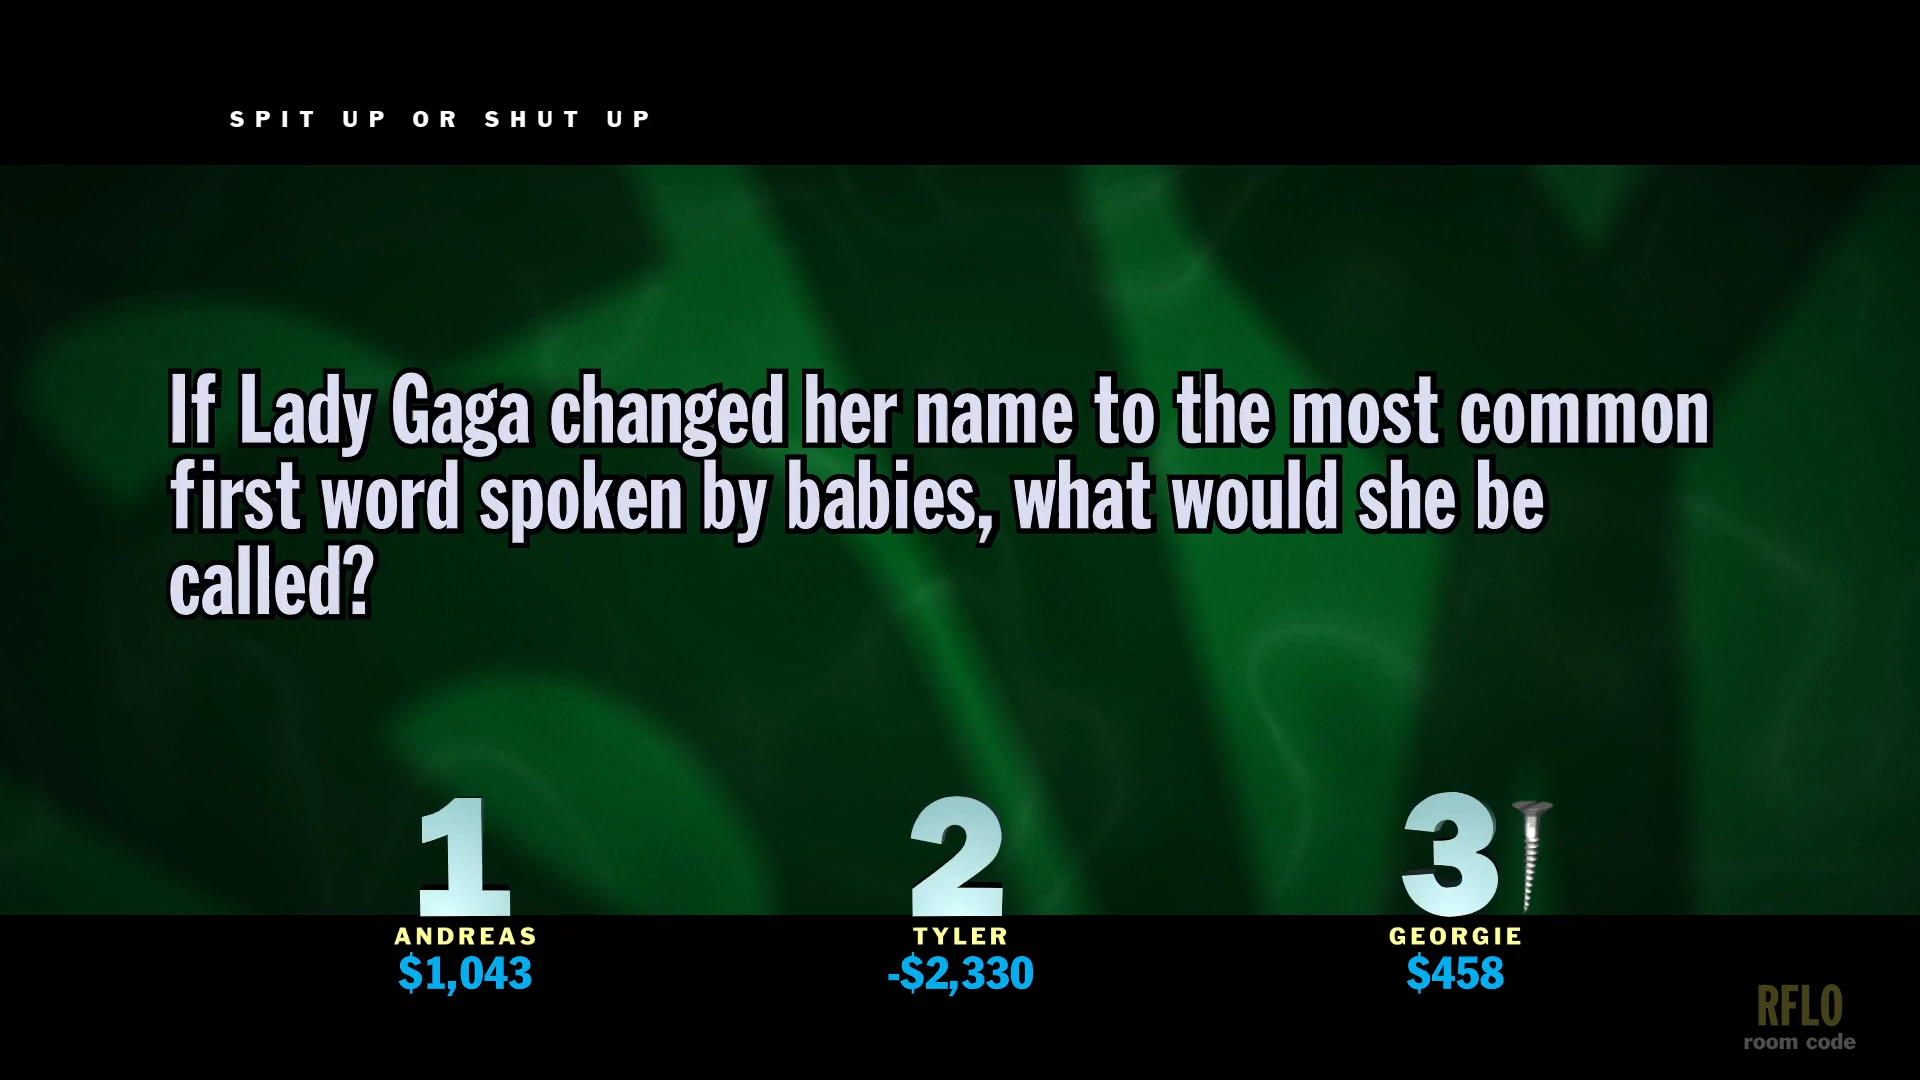 SPIT UP OR SHUT UP
If Lady Gaga changed her name to the most common
first word spoken by babies, what would she be
called?
1 2 3
ANDREAS TYLER GEORGIE
$1,043 -$2,330 $458
RFLO
room code